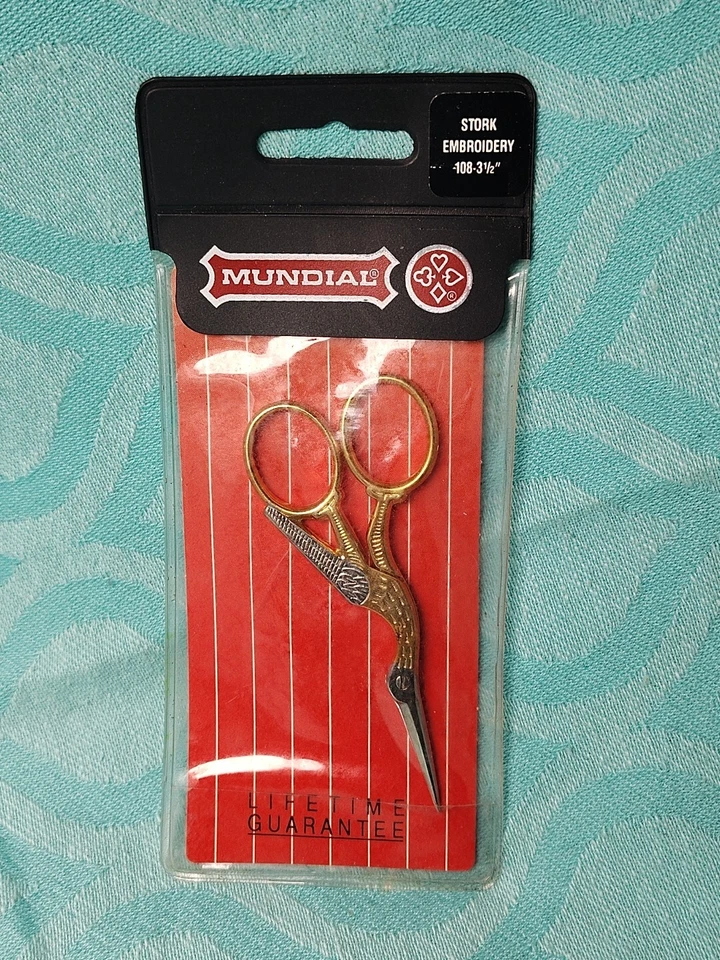 STORK
EMBROIDERY
108-3½"
MUNDIAL®
®
LIFETIME
GUARANTEE